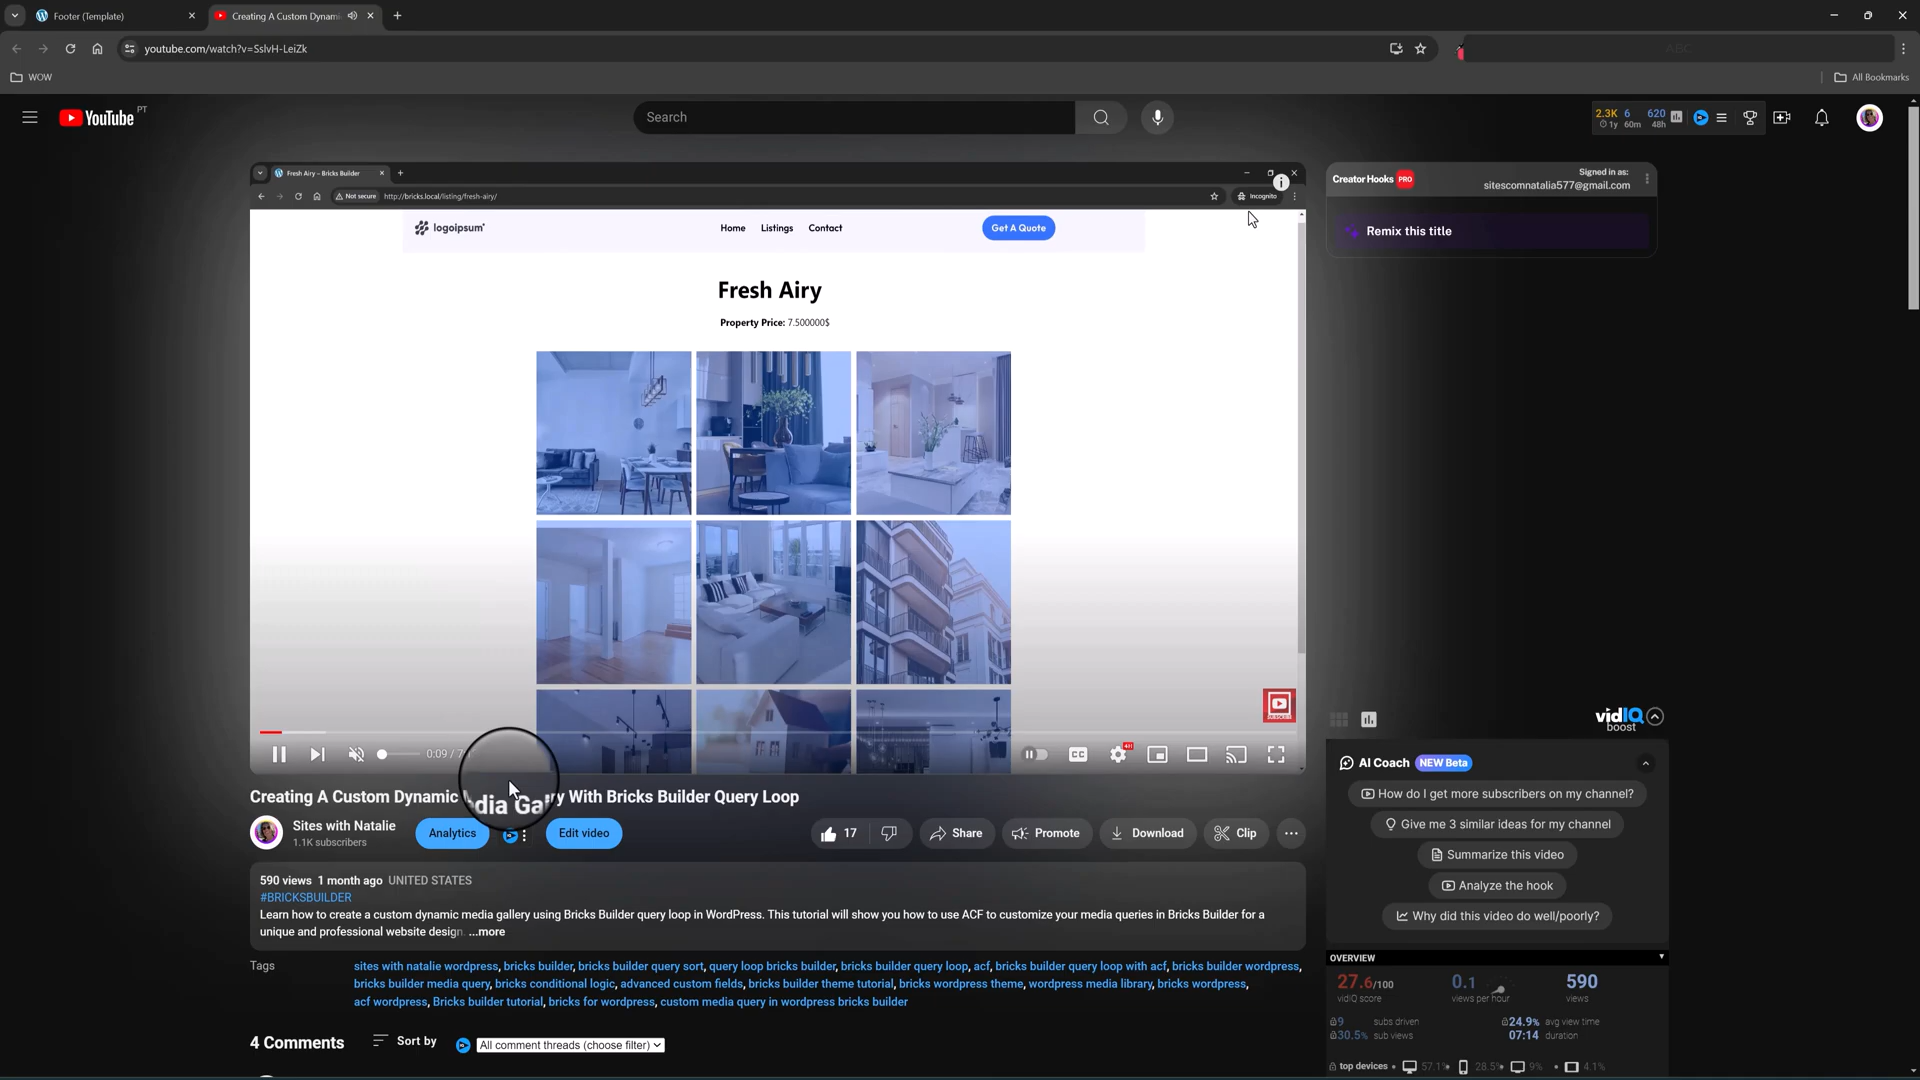 Footer (Template)
Creating A Custom Dynami
youtube.com/watch?v=SslvH-LeiZk
ABC
WOW
All Bookmarks
YouTube PT
Search
2.3K 6 620
1y 60m 48h
Fresh Airy – Bricks Builder
Not secure http://bricks.local/listing/fresh-airy/
Incognito
logoipsum
Home Listings Contact
Get A Quote
Fresh Airy
Property Price: 7.500000$
0:09 / 7
CC
Creator Hooks PRO
Signed in as:
sitescomnatalia577@gmail.com
Remix this title
Creating A Custom Dynamic dia Ga y With Bricks Builder Query Loop
Sites with Natalie
1.1K subscribers
Analytics
Edit video
17
Share
Promote
Download
Clip
590 views 1 month ago UNITED STATES
#BRICKSBUILDER
Learn how to create a custom dynamic media gallery using Bricks Builder query loop in WordPress. This tutorial will show you how to use ACF to customize your media queries in Bricks Builder for a
unique and professional website design. ...more
Tags
sites with natalie wordpress, bricks builder, bricks builder query sort, query loop bricks builder, bricks builder query loop, acf, bricks builder query loop with acf, bricks builder wordpress,
bricks builder media query, bricks conditional logic, advanced custom fields, bricks builder theme tutorial, bricks wordpress theme, wordpress media library, bricks wordpress,
acf wordpress, Bricks builder tutorial, bricks for wordpress, custom media query in wordpress bricks builder
4 Comments
Sort by
All comment threads (choose filter)
vidIQ
boost
AI Coach NEW Beta
How do I get more subscribers on my channel?
Give me 3 similar ideas for my channel
Summarize this video
Analyze the hook
Why did this video do well/poorly?
OVERVIEW
27.6/100
vidIQ score
0.1
views per hour
590
views
9 subs driven
24.9% avg view time
30.5% sub views
07:14 duration
top devices • 57.1% • 28.5% • 9% • 4.1%